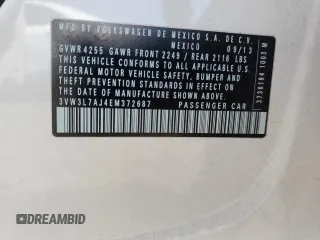 MFD BY VOLKSWAGEN DE MEXICO S.A. DE C.V.
MEXICO 09/13
GVWR 4255 GAWR FRONT 2249 / REAR 2116 LBS
THIS VEHICLE CONFORMS TO ALL APPLICABLE U.S.
FEDERAL MOTOR VEHICLE SAFETY, BUMPER AND THEFT
PREVENTION STANDARDS IN EFFECT ON THE DATE
OF MANUFACTURE SHOWN ABOVE.
3VW3L7AJ4EM372687 PASSENGER CAR
3738194 1003 M
DREAMBID